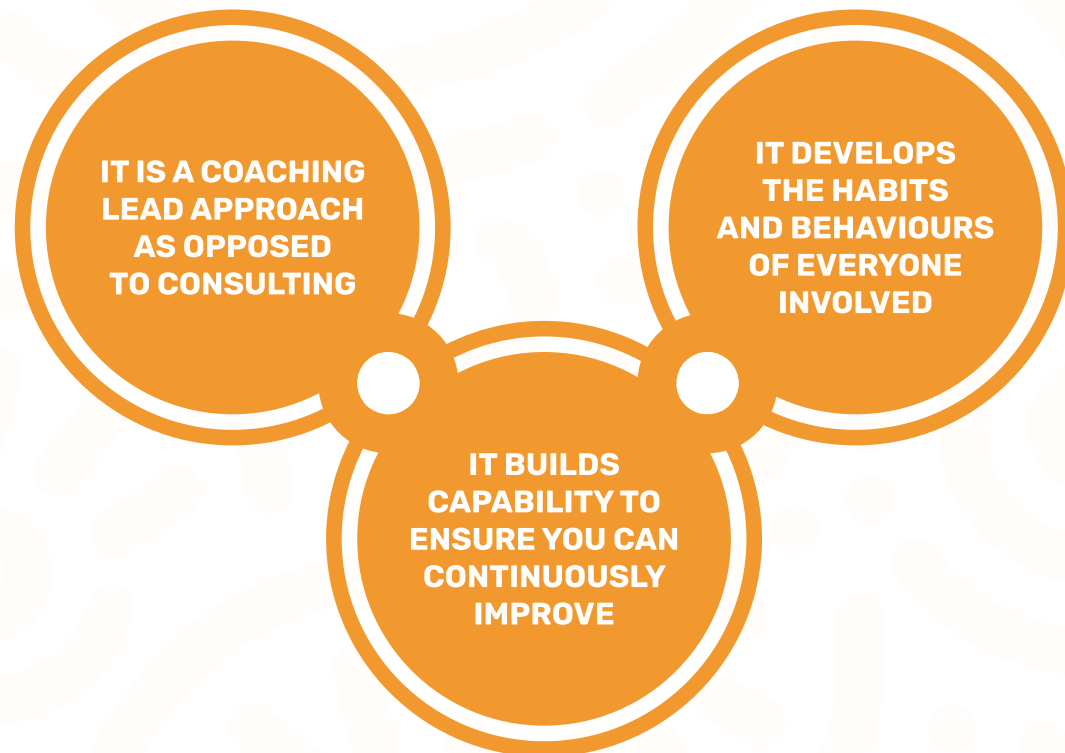 IT IS A COACHING
LEAD APPROACH
AS OPPOSED
TO CONSULTING
IT BUILDS
CAPABILITY TO
ENSURE YOU CAN
CONTINUOUSLY
IMPROVE
IT DEVELOPS
THE HABITS
AND BEHAVIOURS
OF EVERYONE
INVOLVED